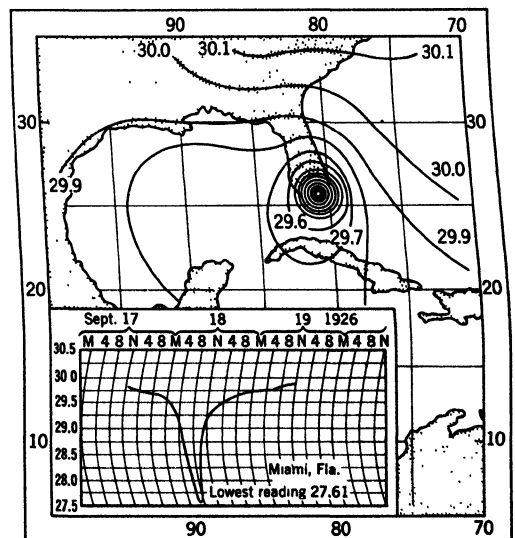 90 80 70
30.0 30.1 30.1
30 30
30.0
29.9
29.6
29.7
29.9
20 20
Sept. 17 18 19 1926
M 4 8 N 4 8 M 4 8 N 4 8 M 4 8 N 4 8 M 4 8 N
30.5
30 0
29.5
29.0
28.5
28.0
27.5
10 10
Miami, Fla.
Lowest reading 27.61
90 80 70